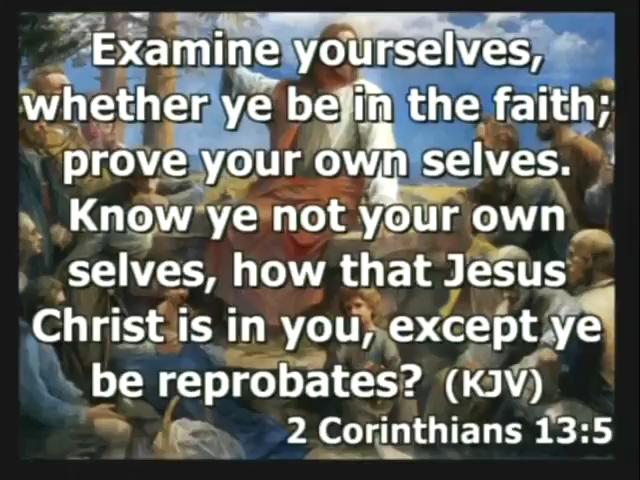 Examine yourselves,
whether ye be in the faith;
prove your own selves.
Know ye not your own
selves, how that Jesus
Christ is in you, except ye
be reprobates? (KJV)
2 Corinthians 13:5